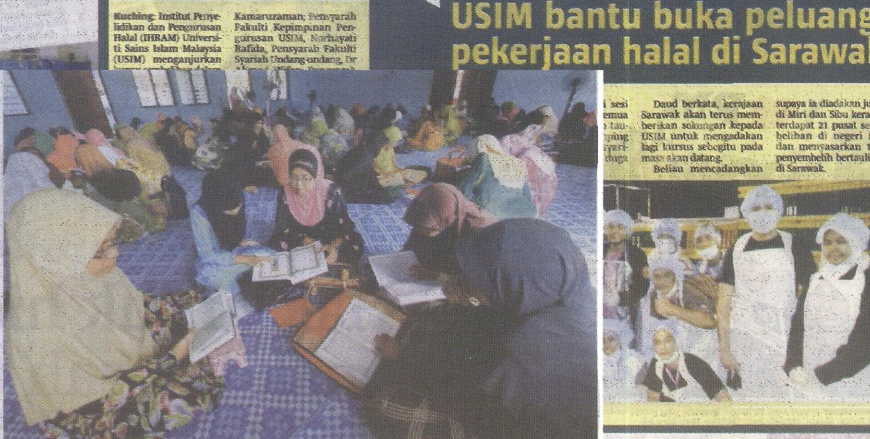 USIM bantu buka peluang
pekerjaan halal di Sarawak
Kuching: Institut Penye-
lidikan dan Pengurusan
Halal (IHRAM) Universi-
ti Sains Islam Malaysia
(USIM) menganjurkan
Kamaruzaman; Pensyarah
Fakulti Kepimpinan Pen-
gurusan USIM, Norhayati
Rafida, Pensyarah Fakulti
Syariah Undang-undang, Dr
i sesi
Daud berkata, kerajaan
Sarawak akan terus mem-
berikan sokongan kepada
USIM untuk mengadakan
lagi kursus sebegitu pada
masa akan datang.
Beliau mencadangkan
supaya ia diadakan
di Miri dan Sibu
terdapat 21 pusat
beliban di negeri
dan menyasarkan
penyembelih
di Sarawak.